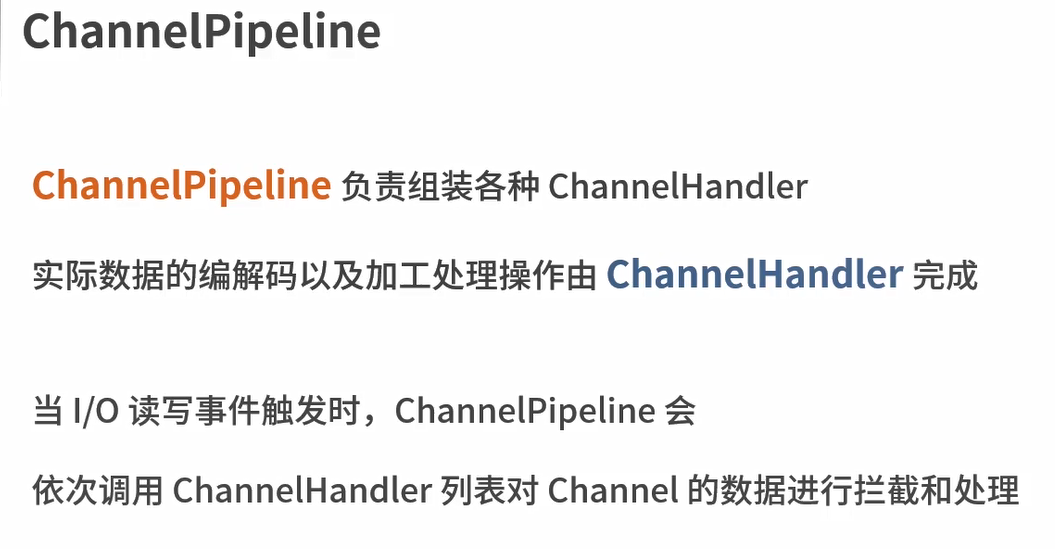 ChannelPipeline
ChannelPipeline 负责组装各种 ChannelHandler
实际数据的编解码以及加工处理操作由 ChannelHandler 完成
当 I/O 读写事件触发时，ChannelPipeline 会
依次调用 ChannelHandler 列表对 Channel 的数据进行拦截和处理